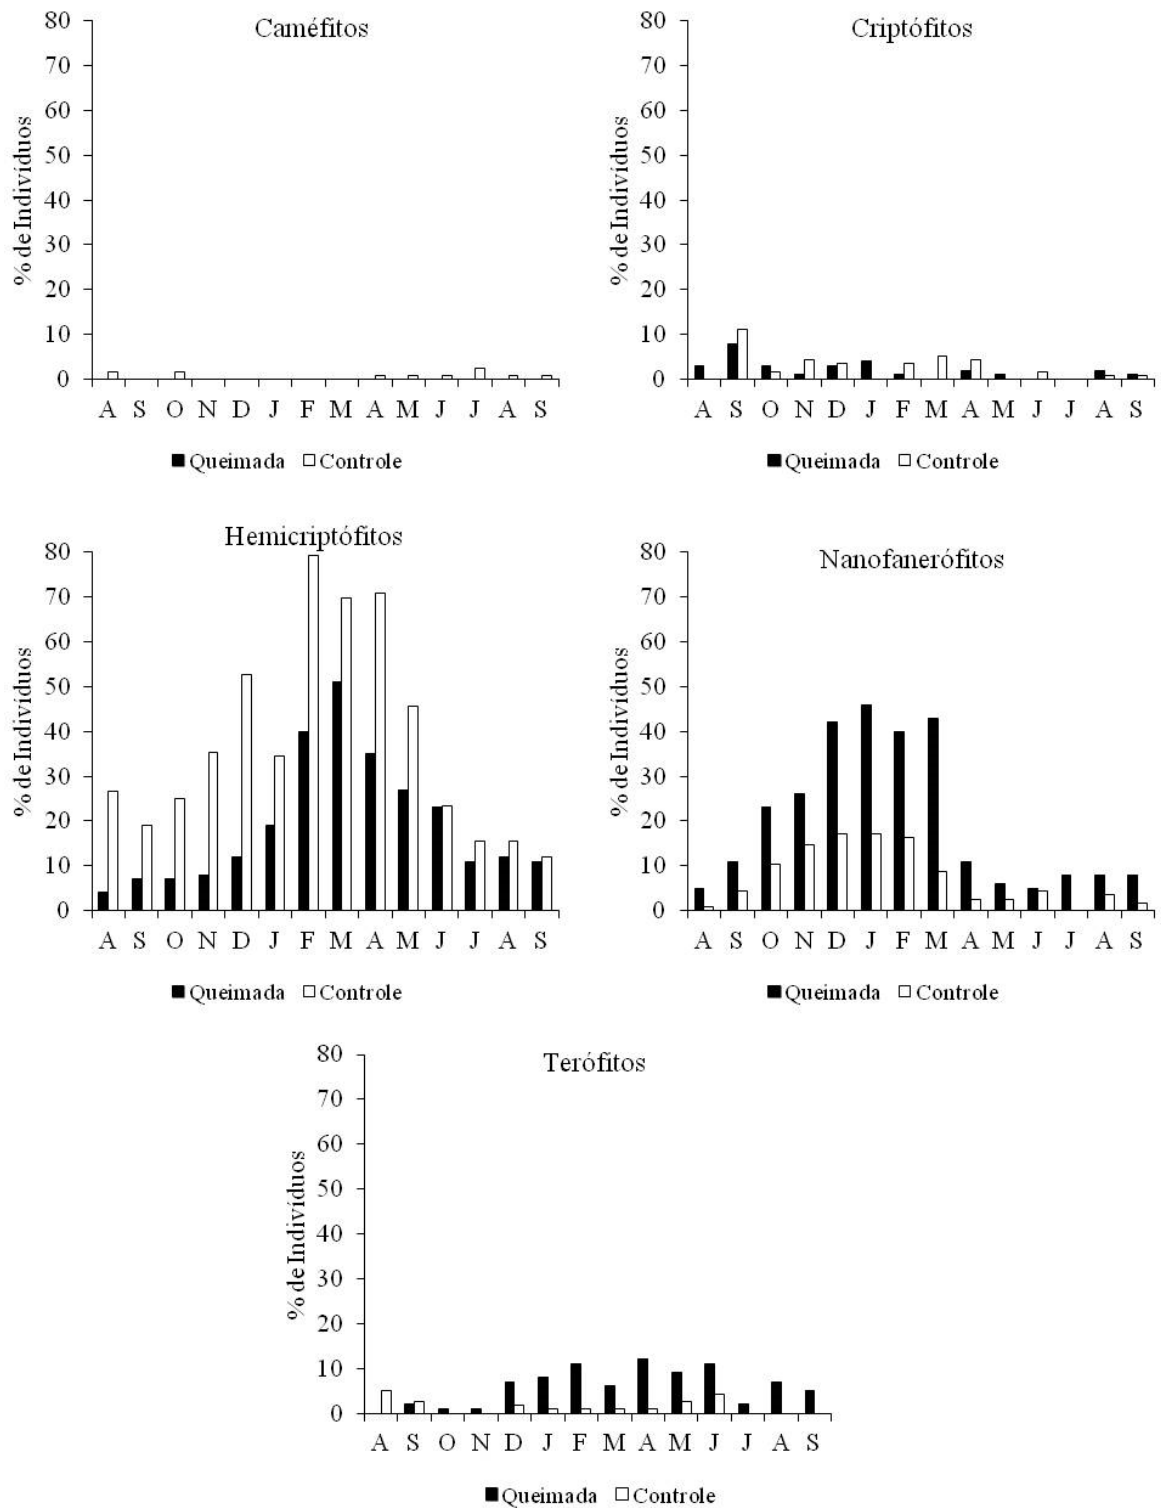 Caméfitos
% de Indivíduos
80
70
60
50
40
30
20
10
0
A S O N D J F M A M J J A S
Queimada Controle
Criptófitos
% de Indivíduos
80
70
60
50
40
30
20
10
0
A S O N D J F M A M J J A S
Queimada Controle
Hemicriptófitos
% de Indivíduos
80
70
60
50
40
30
20
10
0
A S O N D J F M A M J J A S
Queimada Controle
Nanofanerófitos
% de Indivíduos
80
70
60
50
40
30
20
10
0
A S O N D J F M A M J J A S
Queimada Controle
Terófitos
% de Indivíduos
80
70
60
50
40
30
20
10
0
A S O N D J F M A M J J A S
Queimada Controle